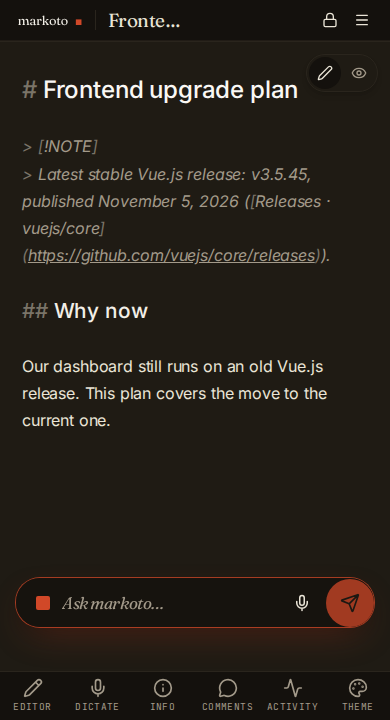 markoto
Fronte...
# Frontend upgrade plan
> [!NOTE]
> Latest stable Vue.js release: v3.5.45,
published November 5, 2026 ([Releases ·
vuejs/core]
(https://github.com/vuejs/core/releases)).
## Why now
Our dashboard still runs on an old Vue.js
release. This plan covers the move to the
current one.
Ask markoto...
EDITOR DICTATE INFO COMMENTS ACTIVITY THEME